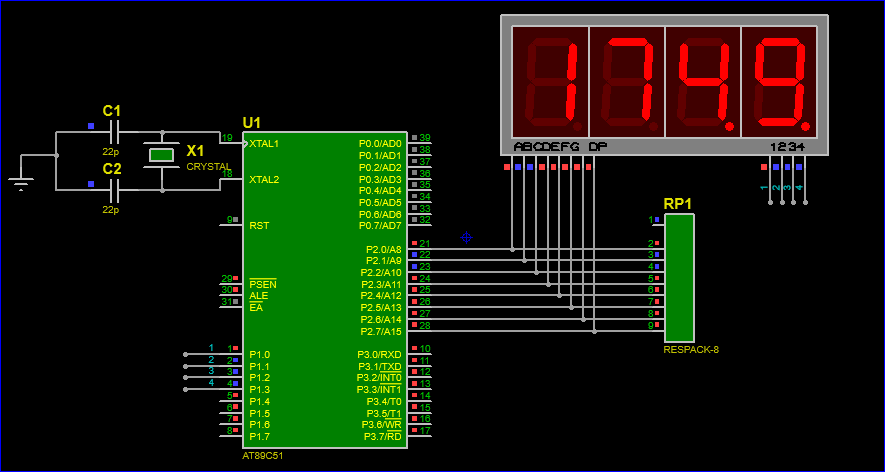 1 7 4. 9.
ABCDEFG DP
1234
1 2 3 4
C1
22p
C2
22p
X1
CRYSTAL
U1
19 XTAL1
18 XTAL2
9 RST
29 PSEN
30 ALE
31 EA
1 1 P1.0
2 2 P1.1
3 3 P1.2
4 4 P1.3
5 P1.4
6 P1.5
7 P1.6
8 P1.7
P0.0/AD0 39
P0.1/AD1 38
P0.2/AD2 37
P0.3/AD3 36
P0.4/AD4 35
P0.5/AD5 34
P0.6/AD6 33
P0.7/AD7 32
P2.0/A8 21
P2.1/A9 22
P2.2/A10 23
P2.3/A11 24
P2.4/A12 25
P2.5/A13 26
P2.6/A14 27
P2.7/A15 28
P3.0/RXD 10
P3.1/TXD 11
P3.2/INT0 12
P3.3/INT1 13
P3.4/T0 14
P3.5/T1 15
P3.6/WR 16
P3.7/RD 17
AT89C51
RP1
1
2
3
4
5
6
7
8
9
RESPACK-8